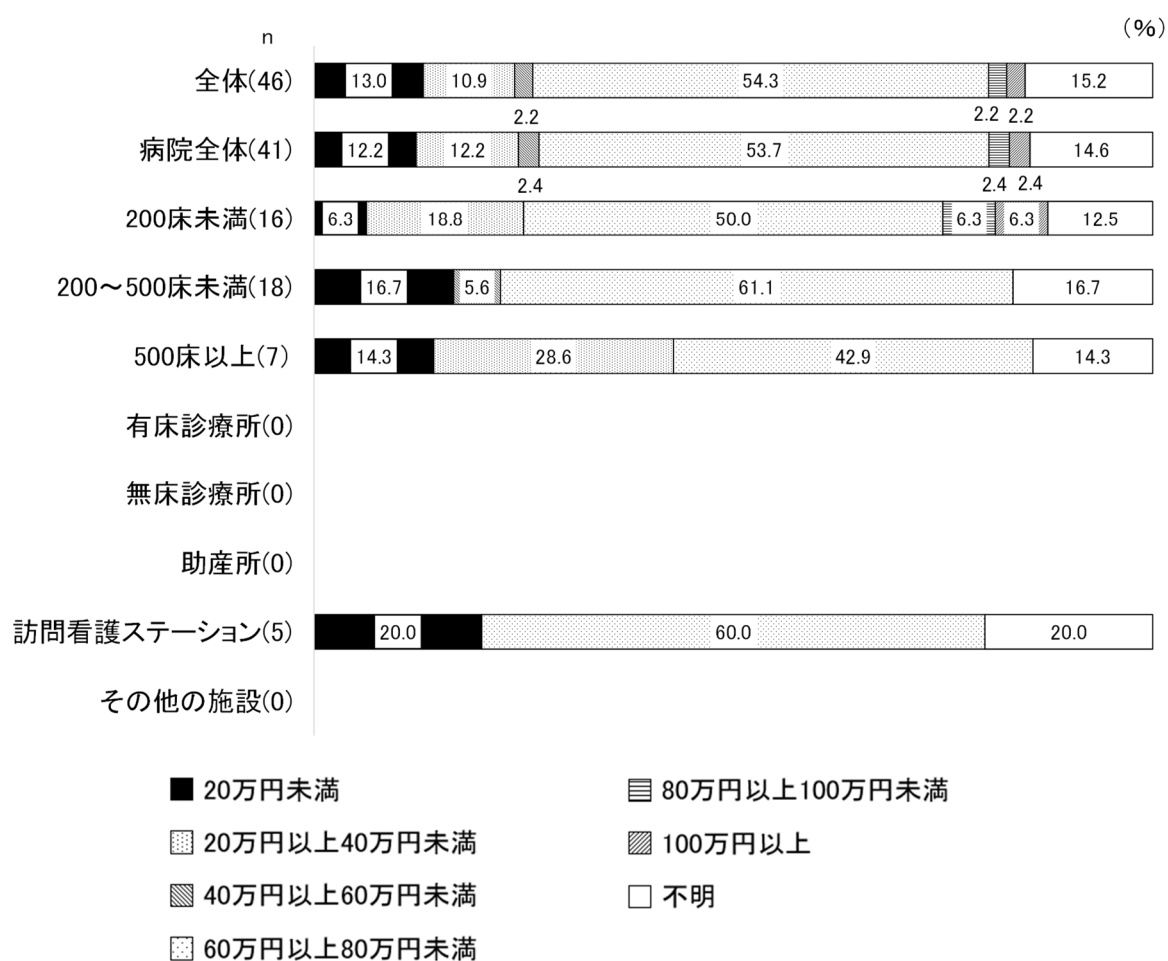 （%）
n
全体(46)
13.0 10.9 54.3 15.2
2.2 2.2 2.2
病院全体(41)
12.2 12.2 53.7 14.6
2.4 2.4 2.4
200床未満(16)
6.3 18.8 50.0 6.3 6.3 12.5
200～500床未満(18)
16.7 5.6 61.1 16.7
500床以上(7)
14.3 28.6 42.9 14.3
有床診療所(0)
無床診療所(0)
助産所(0)
訪問看護ステーション(5)
20.0 60.0 20.0
その他の施設(0)
20万円未満
20万円以上40万円未満
40万円以上60万円未満
60万円以上80万円未満
80万円以上100万円未満
100万円以上
不明